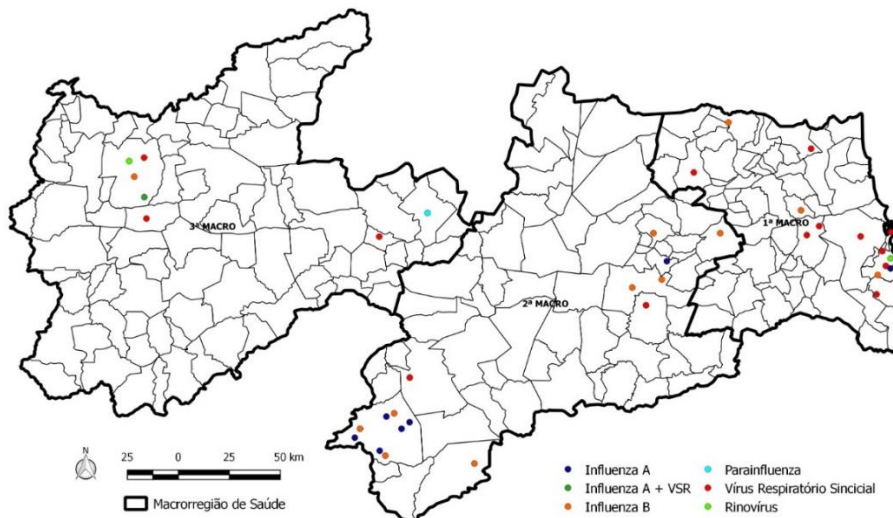 3ª MACRO
1ª MACRO
2ª MACRO
N
25 0 25 50 km
Macrorregião de Saúde
Influenza A
Influenza A + VSR
Influenza B
Parainfluenza
Vírus Respiratório Sincicial
Rinovírus